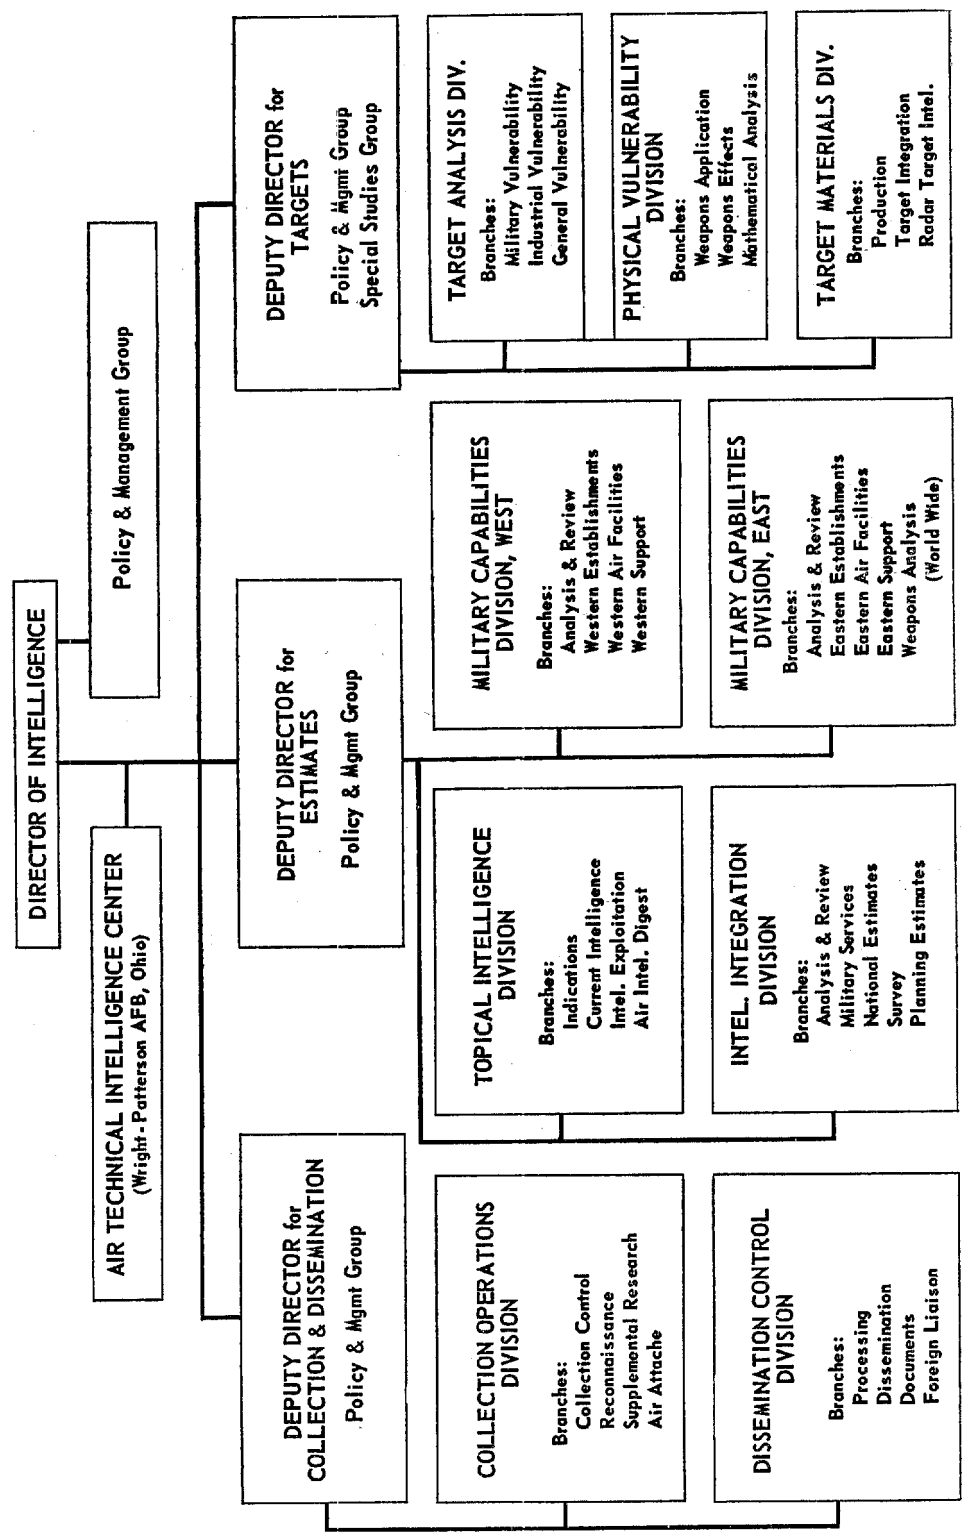 DIRECTOR OF INTELLIGENCE
Policy & Management Group
AIR TECHNICAL INTELLIGENCE CENTER
(Wright-Patterson AFB, Ohio)
DEPUTY DIRECTOR for
COLLECTION & DISSEMINATION
Policy & Mgmt Group
COLLECTION OPERATIONS
DIVISION
Branches:
Collection Control
Reconnaissance
Supplemental Research
Air Attache
DISSEMINATION CONTROL
DIVISION
Branches:
Processing
Dissemination
Documents
Foreign Liaison
DEPUTY DIRECTOR for
ESTIMATES
Policy & Mgmt Group
TOPICAL INTELLIGENCE
DIVISION
Branches:
Indications
Current Intelligence
Intel. Exploitation
Air Intel. Digest
INTEL. INTEGRATION
DIVISION
Branches:
Analysis & Review
Military Services
National Estimates
Survey
Planning Estimates
MILITARY CAPABILITIES
DIVISION, WEST
Branches:
Analysis & Review
Western Establishments
Western Air Facilities
Western Support
MILITARY CAPABILITIES
DIVISION, EAST
Branches:
Analysis & Review
Eastern Establishments
Eastern Air Facilities
Eastern Support
Weapons Analysis
(World Wide)
DEPUTY DIRECTOR for
TARGETS
Policy & Mgmt Group
Special Studies Group
TARGET ANALYSIS DIV.
Branches:
Military Vulnerability
Industrial Vulnerability
General Vulnerability
PHYSICAL VULNERABILITY
DIVISION
Branches:
Weapons Application
Weapons Effects
Mathematical Analysis
TARGET MATERIALS DIV.
Branches:
Production
Target Integration
Radar Target Intel.